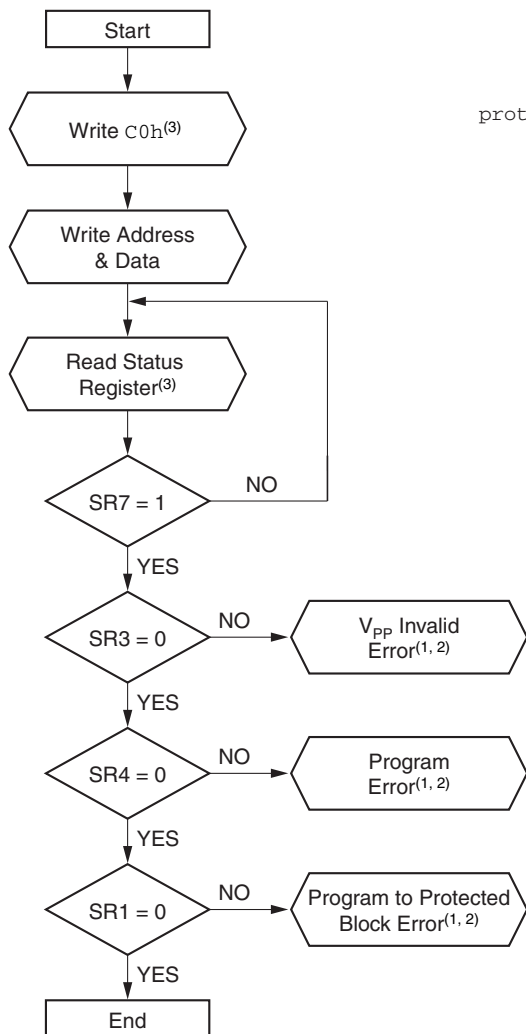 Start
Write C0h(3)
prot
Write Address
& Data
Read Status
Register(3)
NO
SR7 = 1
YES
SR3 = 0
NO
VPP Invalid
Error(1, 2)
YES
SR4 = 0
NO
Program
Error(1, 2)
YES
SR1 = 0
NO
Program to Protected
Block Error(1, 2)
YES
End